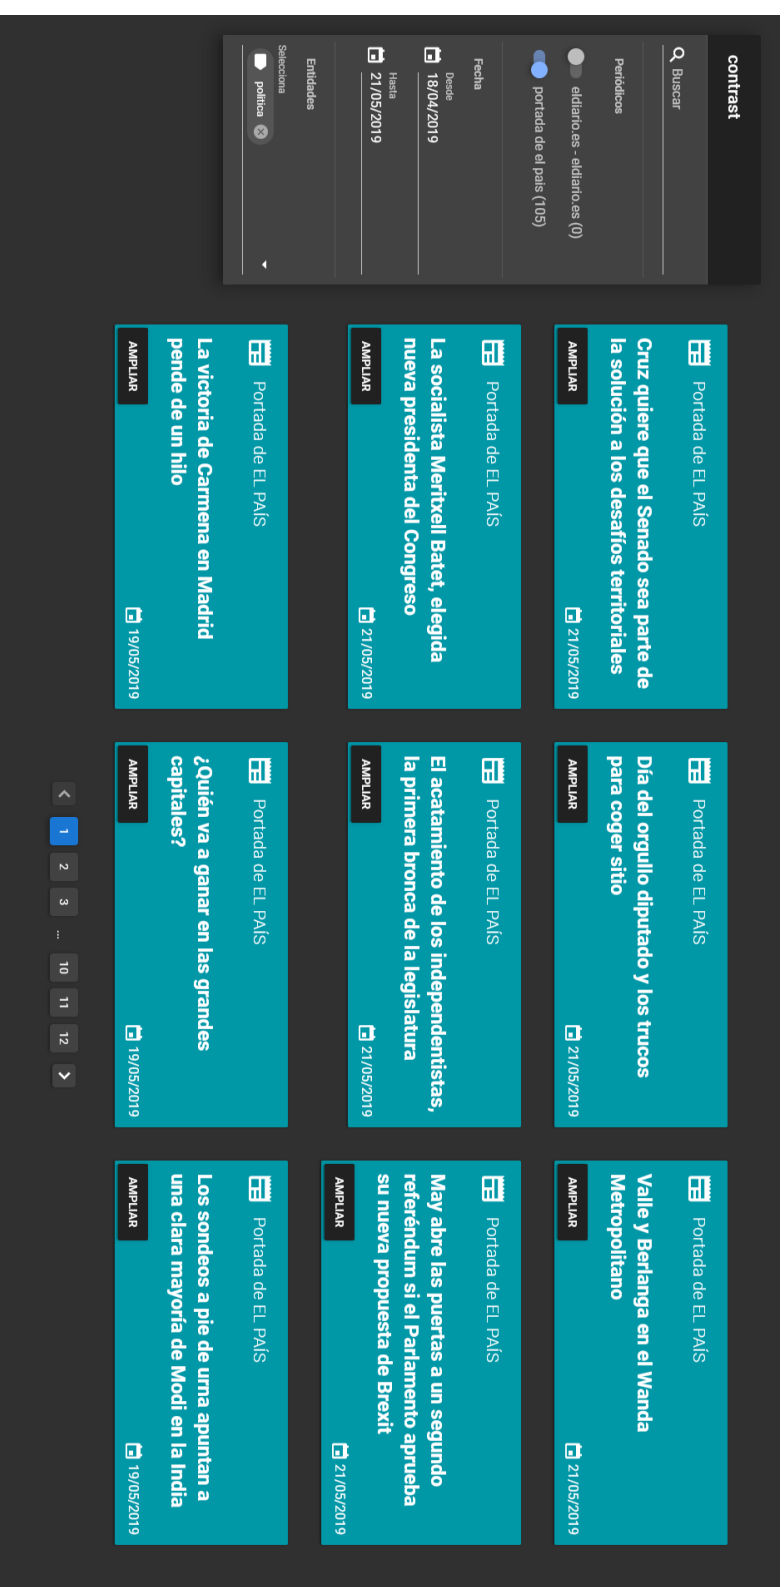 contrast
Buscar
Periódicos
eldiario.es - eldiario.es (0)
portada de el pais (105)
Fecha
Desde
18/04/2019
Hasta
21/05/2019
Entidades
Selecciona
politica
Portada de EL PAÍS
Cruz quiere que el Senado sea parte de
la solución a los desafíos territoriales
AMPLIAR
21/05/2019
Portada de EL PAÍS
Día del orgullo diputado y los trucos
para coger sitio
AMPLIAR
21/05/2019
Portada de EL PAÍS
Valle y Berlanga en el Wanda
Metropolitano
AMPLIAR
21/05/2019
Portada de EL PAÍS
La socialista Meritxell Batet, elegida
nueva presidenta del Congreso
AMPLIAR
21/05/2019
Portada de EL PAÍS
El acatamiento de los independentistas,
la primera bronca de la legislatura
AMPLIAR
21/05/2019
Portada de EL PAÍS
May abre las puertas a un segundo
referéndum si el Parlamento aprueba
su nueva propuesta de Brexit
AMPLIAR
21/05/2019
Portada de EL PAÍS
La victoria de Carmena en Madrid
pende de un hilo
AMPLIAR
19/05/2019
Portada de EL PAÍS
¿Quién va a ganar en las grandes
capitales?
AMPLIAR
19/05/2019
Portada de EL PAÍS
Los sondeos a pie de urna apuntan a
una clara mayoría de Modi en la India
AMPLIAR
19/05/2019
1 2 3 ... 10 11 12